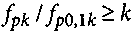 f_{pk} / f_{p0,1k} ≥ k